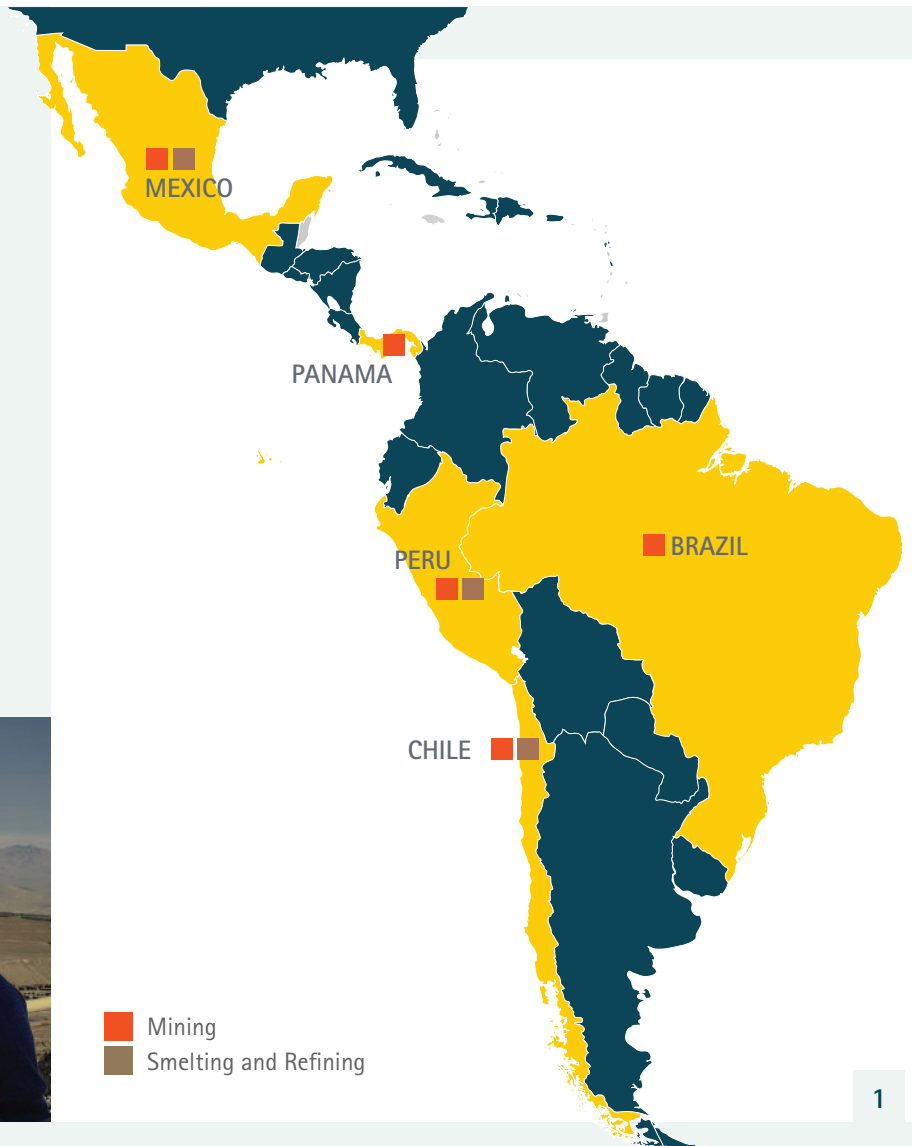 MEXICO
PANAMA
BRAZIL
PERU
CHILE
Mining
Smelting and Refining
1